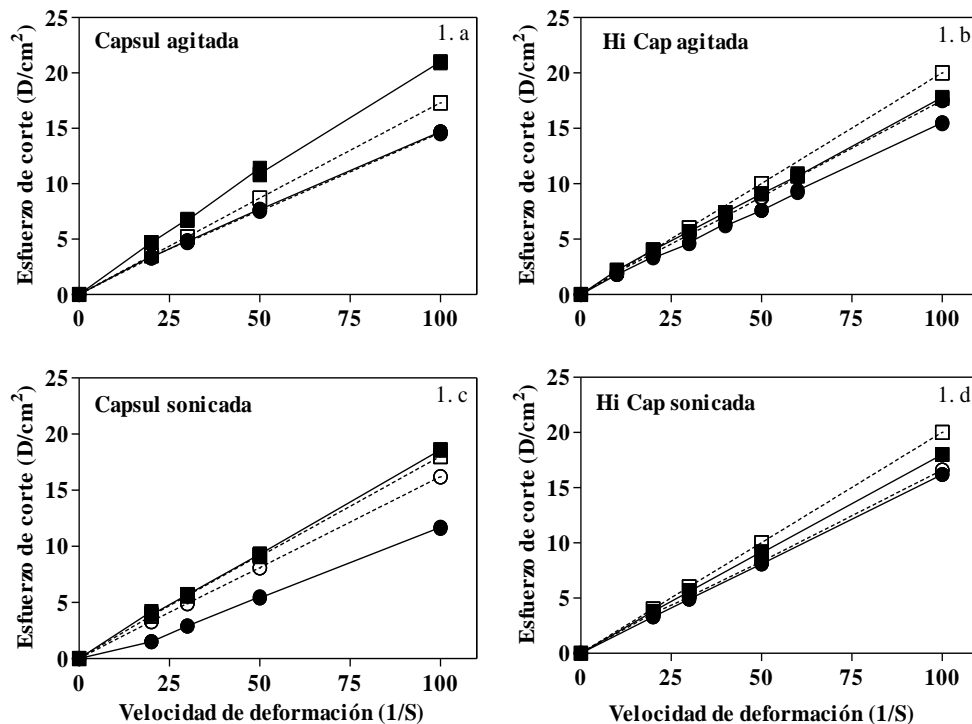 Capsul agitada
1. a
Esfuerzo de corte (D/cm²)
25
20
15
10
5
0
0 25 50 75 100
Hi Cap agitada
1. b
Esfuerzo de corte (D/cm²)
25
20
15
10
5
0
0 25 50 75 100
Capsul sonicada
1. c
Esfuerzo de corte (D/cm²)
25
20
15
10
5
0
0 25 50 75 100
Velocidad de deformación (1/S)
Hi Cap sonicada
1. d
Esfuerzo de corte (D/cm²)
25
20
15
10
5
0
0 25 50 75 100
Velocidad de deformación (1/S)